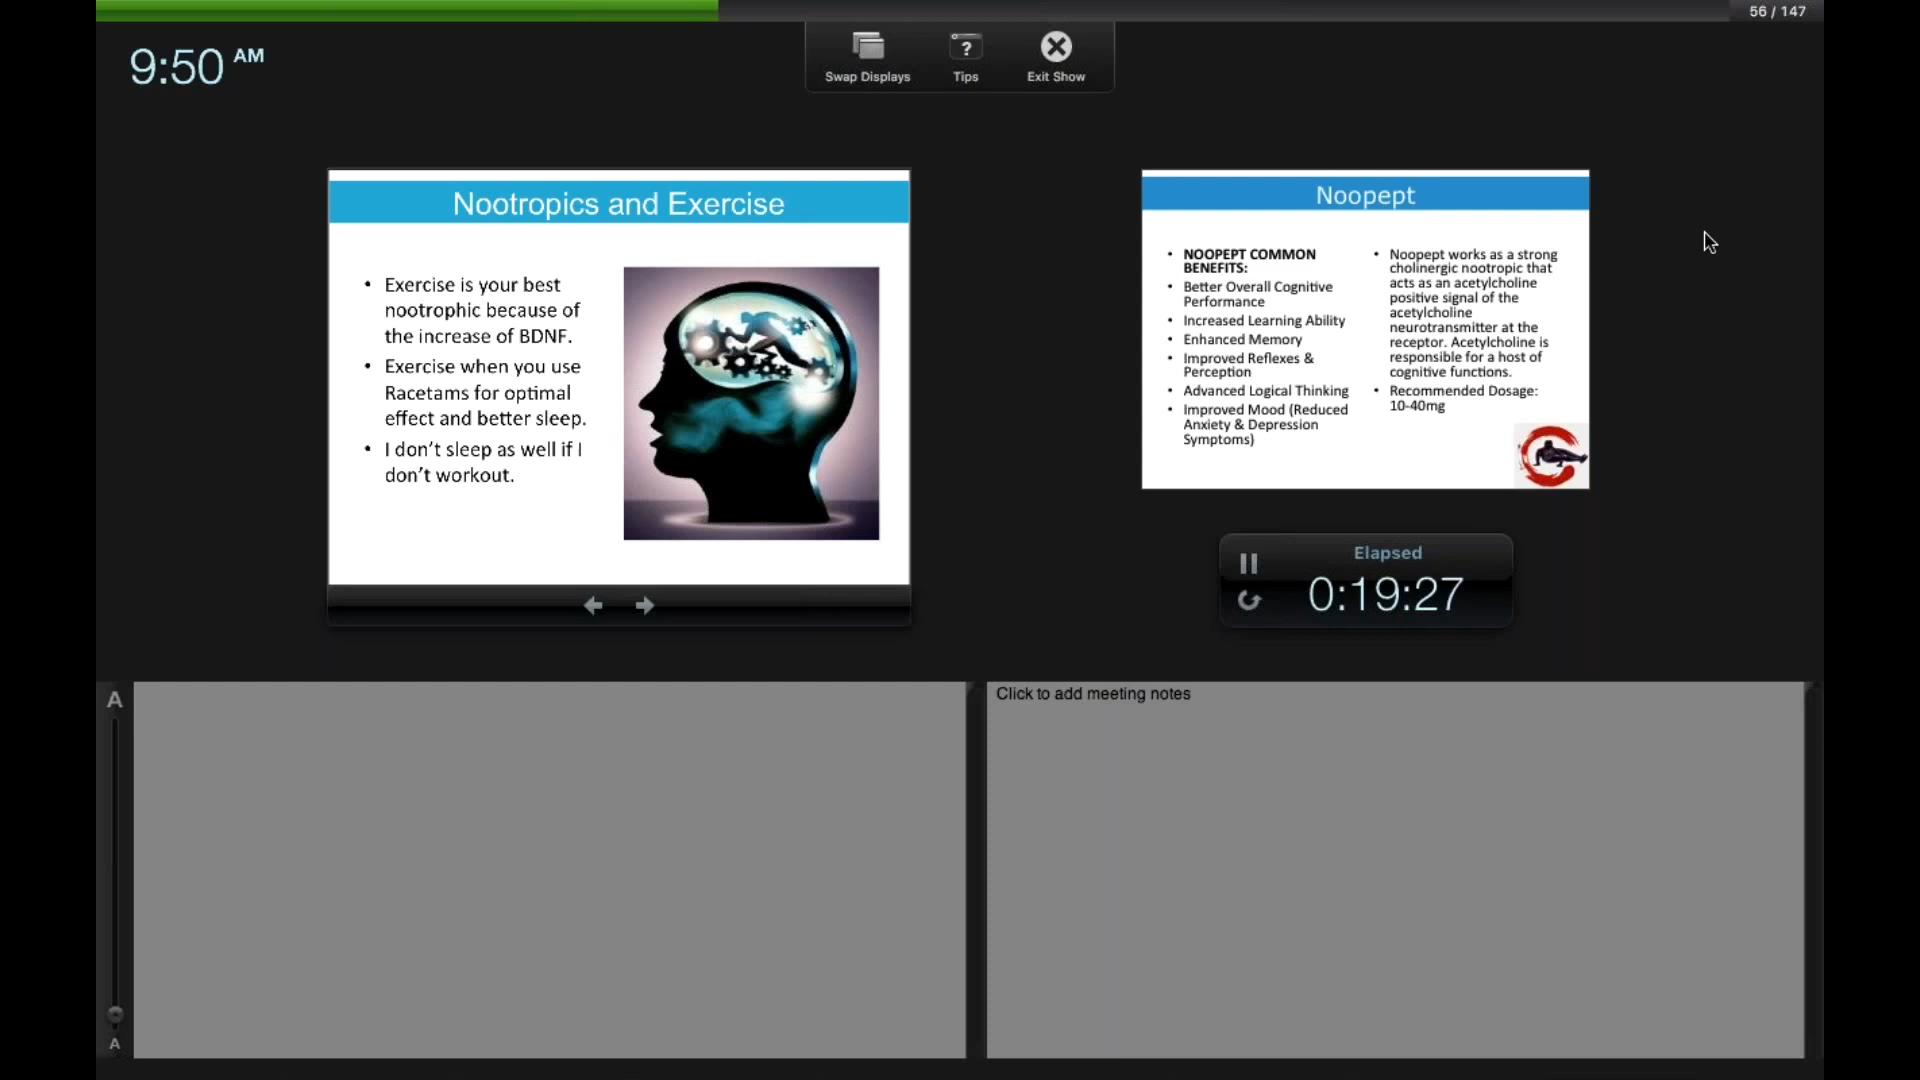 56 / 147
9:50 AM
Swap Displays
?
Tips
Exit Show
Nootropics and Exercise
• Exercise is your best
nootrophic because of
the increase of BDNF.
• Exercise when you use
Racetams for optimal
effect and better sleep.
• I don’t sleep as well if I
don’t workout.
Noopept
• NOOPEPT COMMON
BENEFITS:
• Better Overall Cognitive
Performance
• Increased Learning Ability
• Enhanced Memory
• Improved Reflexes &
Perception
• Advanced Logical Thinking
• Improved Mood (Reduced
Anxiety & Depression
Symptoms)
• Noopept works as a strong
cholinergic nootropic that
acts as an acetylcholine
positive signal of the
acetylcholine
neurotransmitter at the
receptor. Acetylcholine is
responsible for a host of
cognitive functions.
• Recommended Dosage:
10-40mg
Elapsed
0:19:27
A
A
Click to add meeting notes